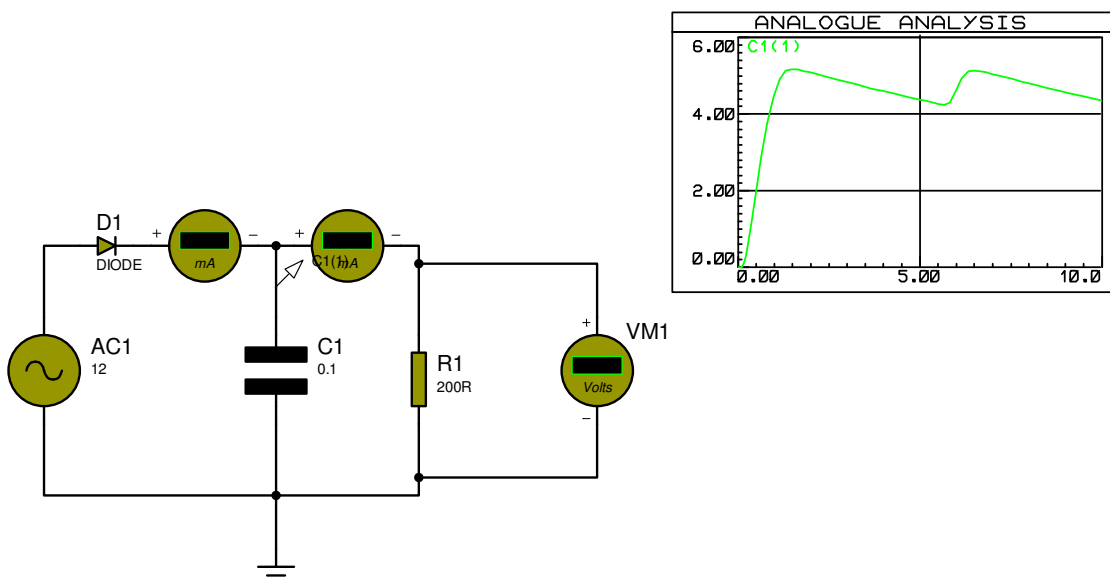 ANALOGUE ANALYSIS
6.00
C1(1)
4.00
2.00
0.00
0.00 5.00 10.0
D1
DIODE
+ mA -
+ mA -
C1(1)
AC1
12
C1
0.1
R1
200R
VM1
+
Volts
-